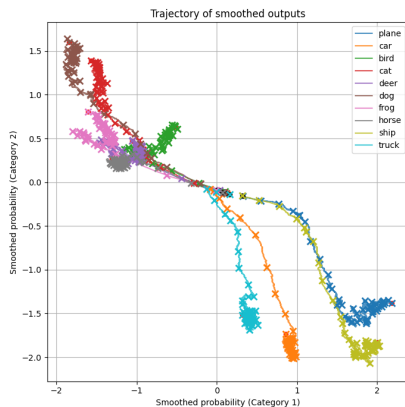 Trajectory of smoothed outputs
plane
car
bird
cat
deer
dog
frog
horse
ship
truck
1.5
1.0
0.5
0.0
−0.5
−1.0
−1.5
−2.0
Smoothed probability (Category 2)
−2
−1
0
1
2
Smoothed probability (Category 1)